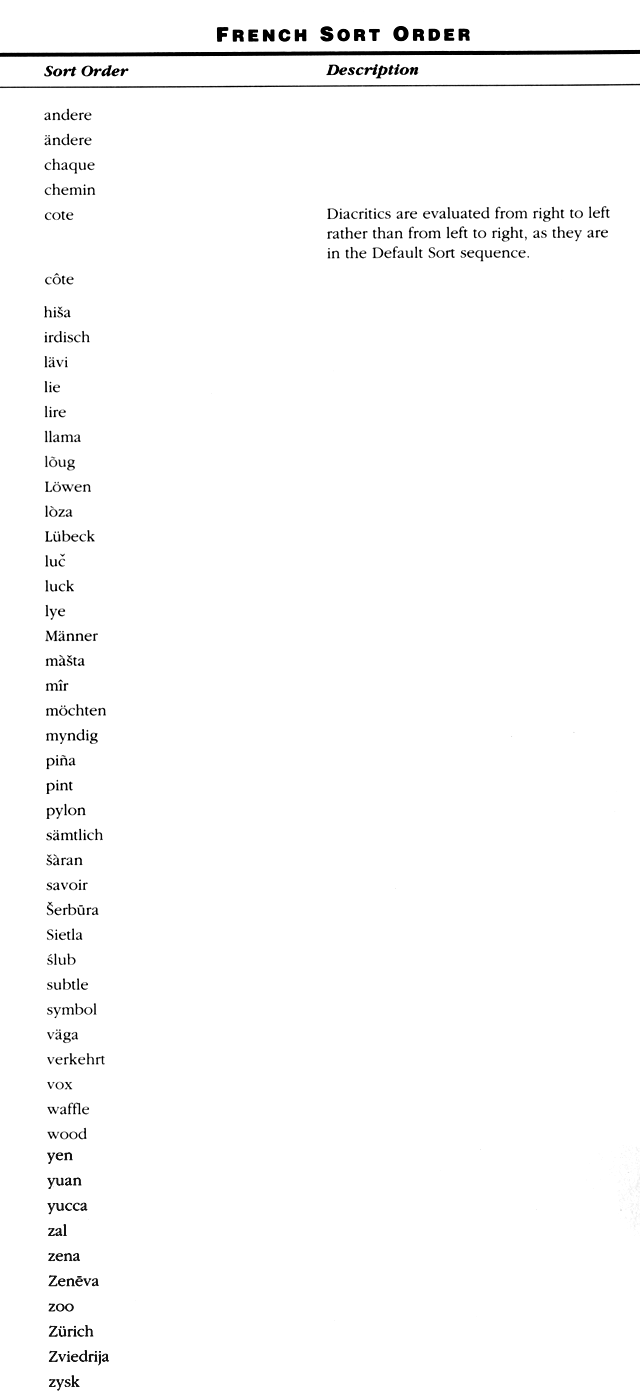 FRENCH SORT ORDER
Sort Order Description
andere
ändere
chaque
chemin
cote Diacritics are evaluated from right to left
rather than from left to right, as they are
in the Default Sort sequence.
côte
hiša
irdisch
lävi
lie
lire
llama
lõug
Löwen
lòza
Lübeck
luč
luck
lye
Männer
màšta
mîr
möchten
myndig
piña
pint
pylon
sämtlich
šàran
savoir
Šerbūra
Sietla
ślub
subtle
symbol
väga
verkehrt
vox
waffle
wood
yen
yuan
yucca
zal
zena
Zenēva
zoo
Zürich
Zviedrija
zysk